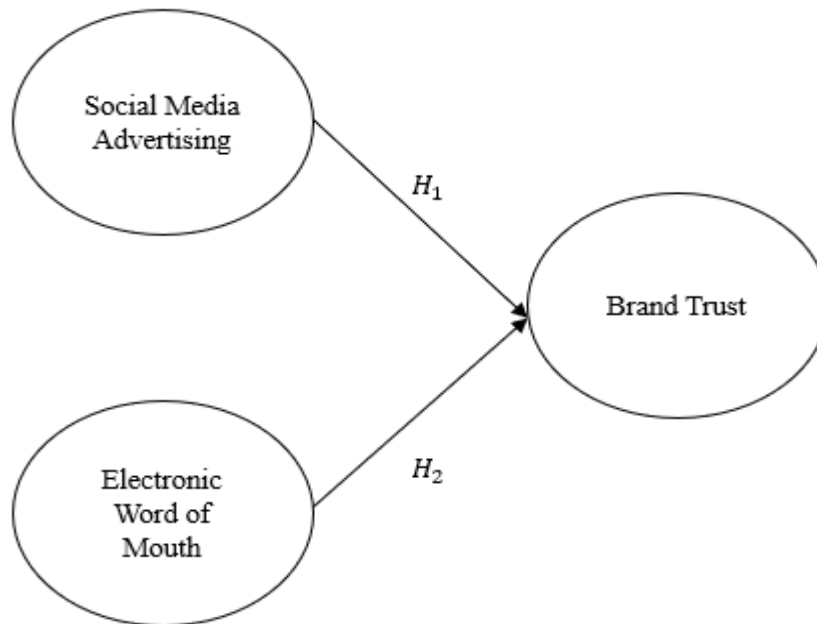 Social Media
Advertising
H₁
Brand Trust
Electronic
Word of
Mouth
H₂